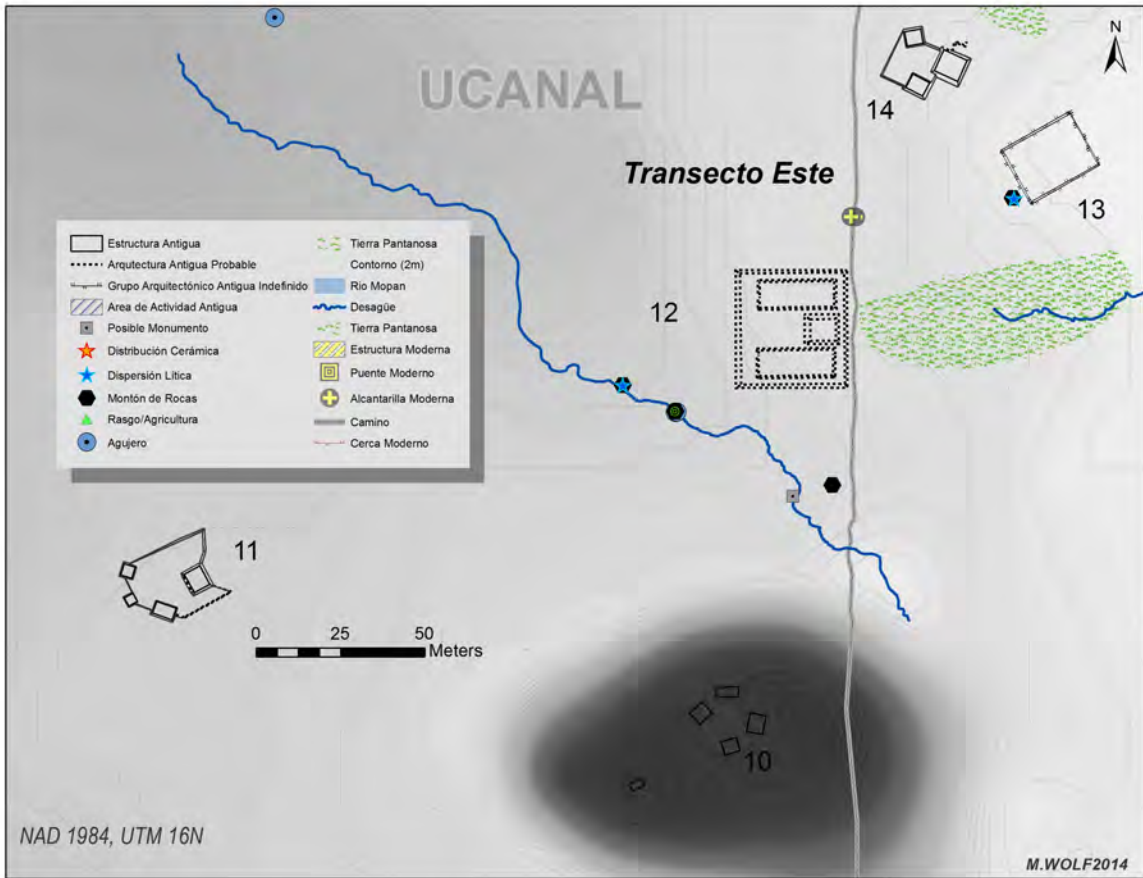 UCANAL
N
14
Transecto Este
13
Estructura Antigua
Arqutectura Antigua Probable
Grupo Arquitectónico Antigua Indefinido
Area de Actividad Antigua
Posible Monumento
Distribución Cerámica
Dispersión Lítica
Montón de Rocas
Rasgo/Agricultura
Agujero
Tierra Pantanosa
Contorno (2m)
Rio Mopan
Desagüe
Tierra Pantanosa
Estructura Moderna
Puente Moderno
Alcantarilla Moderna
Camino
Cerca Moderno
12
11
0 25 50
Meters
10
NAD 1984, UTM 16N
M.WOLF2014